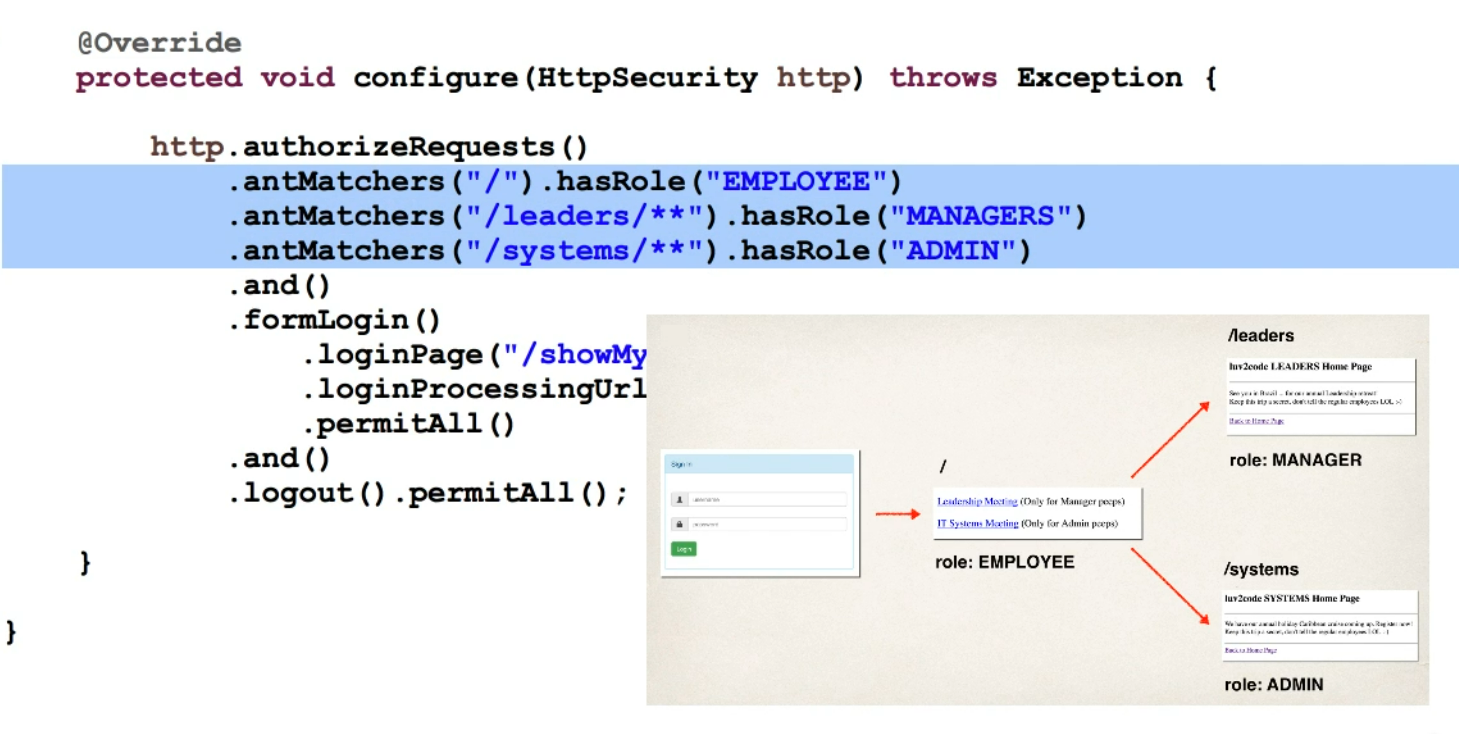 @Override
protected void configure(HttpSecurity http) throws Exception {
http.authorizeRequests()
.antMatchers("/").hasRole("EMPLOYEE")
.antMatchers("/leaders/**").hasRole("MANAGERS")
.antMatchers("/systems/**").hasRole("ADMIN")
.and()
.formLogin()
.loginPage("/showMy
.loginProcessingUrl
.permitAll()
.and()
.logout().permitAll();
}
}
Sign In
username
password
Login
/
Leadership Meeting (Only for Manager peeps)
IT Systems Meeting (Only for Admin peeps)
role: EMPLOYEE
/leaders
luv2code LEADERS Home Page
See you in Brazil ... for our annual Leadership retreat!
Keep this trip a secret, don't tell the regular employees LOL :-)
Back to Home Page
role: MANAGER
/systems
luv2code SYSTEMS Home Page
We have our annual holiday Caribbean cruise coming up. Register now!
Keep this trip a secret, don't tell the regular employees LOL :-)
Back to Home Page
role: ADMIN